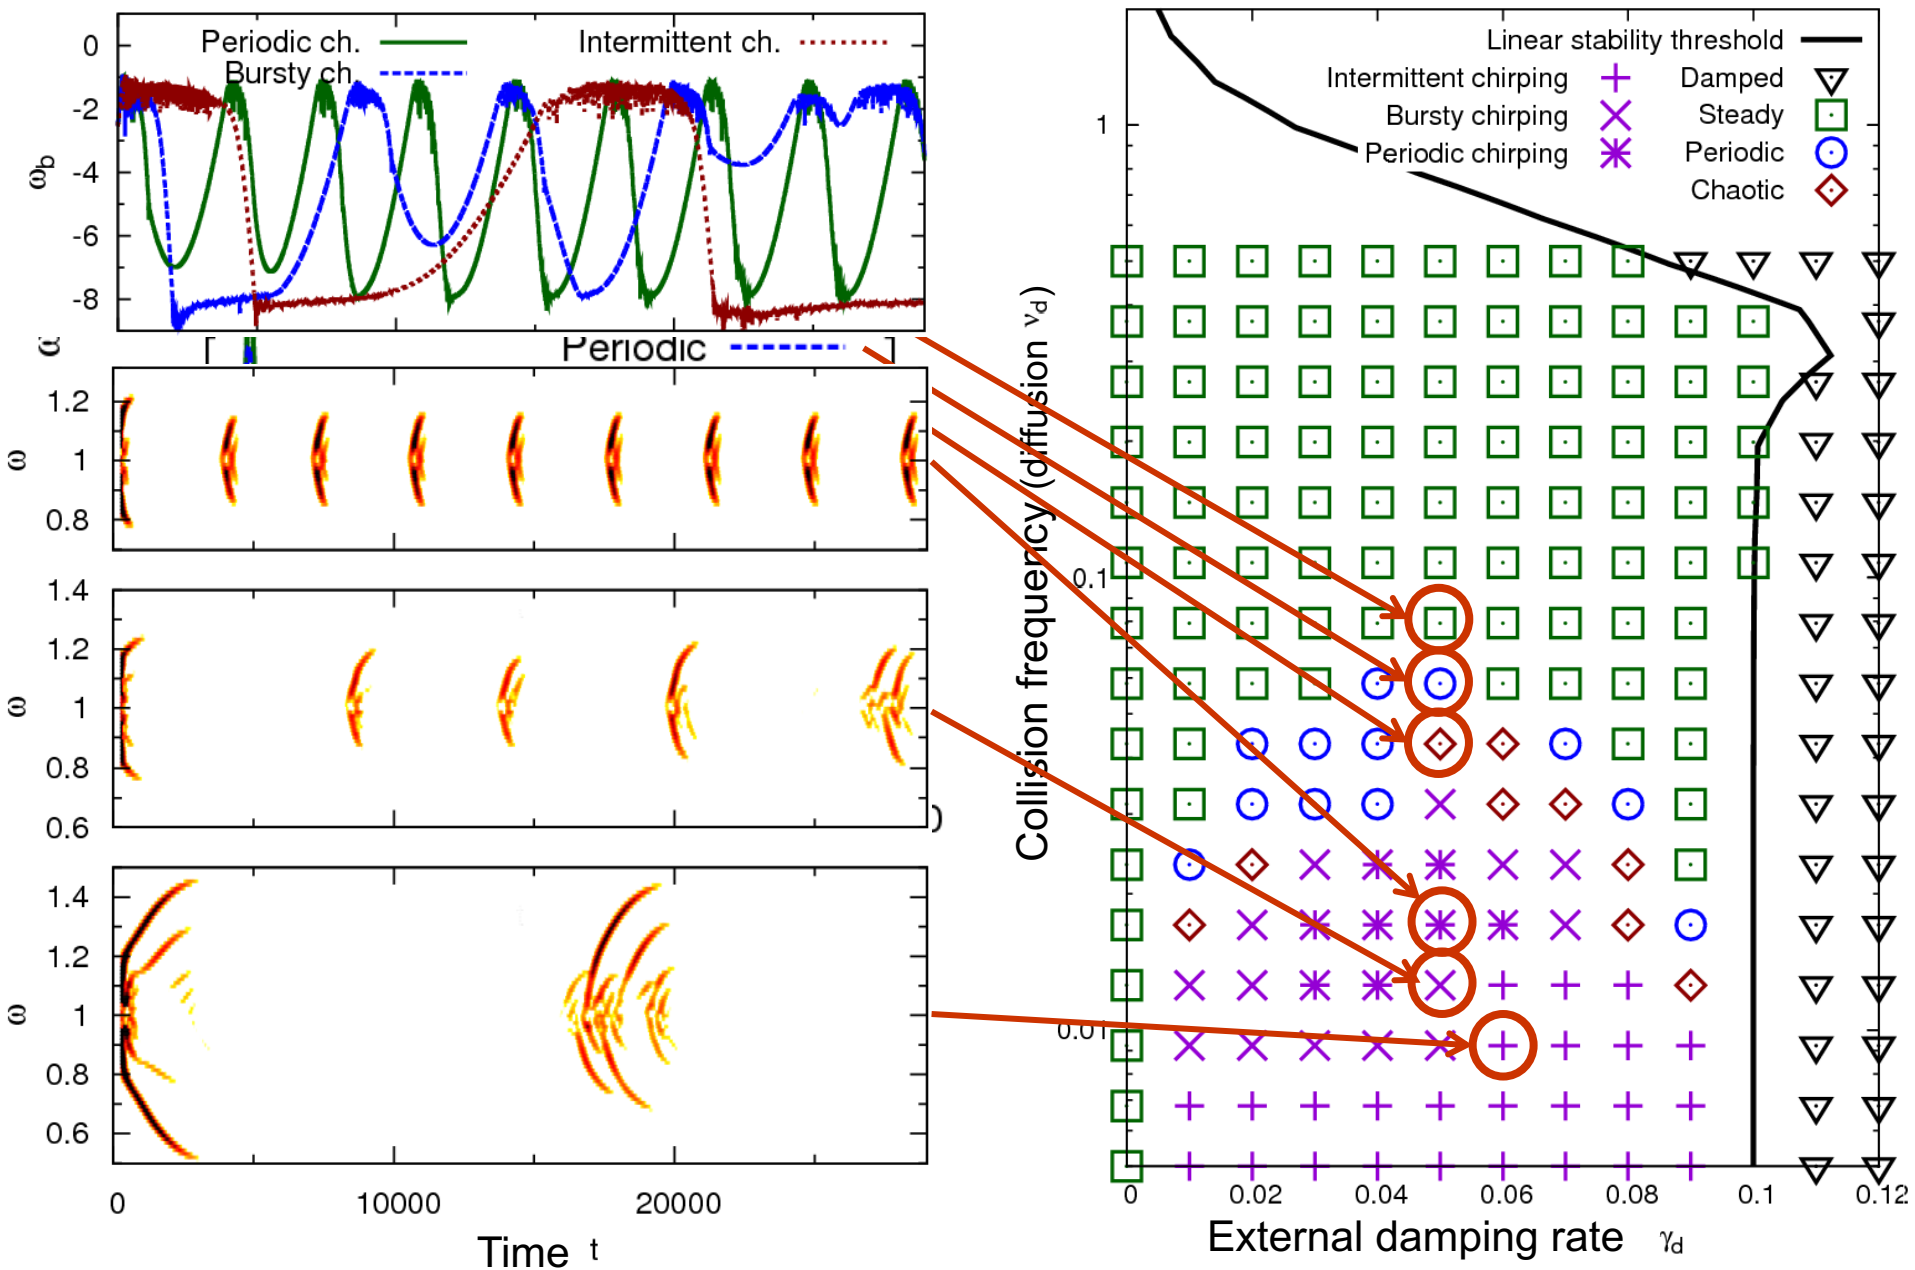 Periodic ch.
Bursty ch.
Intermittent ch.
0
-2
-4
-6
-8
ωb
Periodic
1.2
1
0.8
ω
1.4
1.2
1
0.8
0.6
ω
1.4
1.2
1
0.8
0.6
ω
0
10000
20000
Time t
Linear stability threshold
Intermittent chirping
Damped
Bursty chirping
Steady
Periodic chirping
Periodic
Chaotic
1
0.1
0.01
Collision frequency (diffusion νd)
0
0.02
0.04
0.06
0.08
0.1
0.12
External damping rate γd